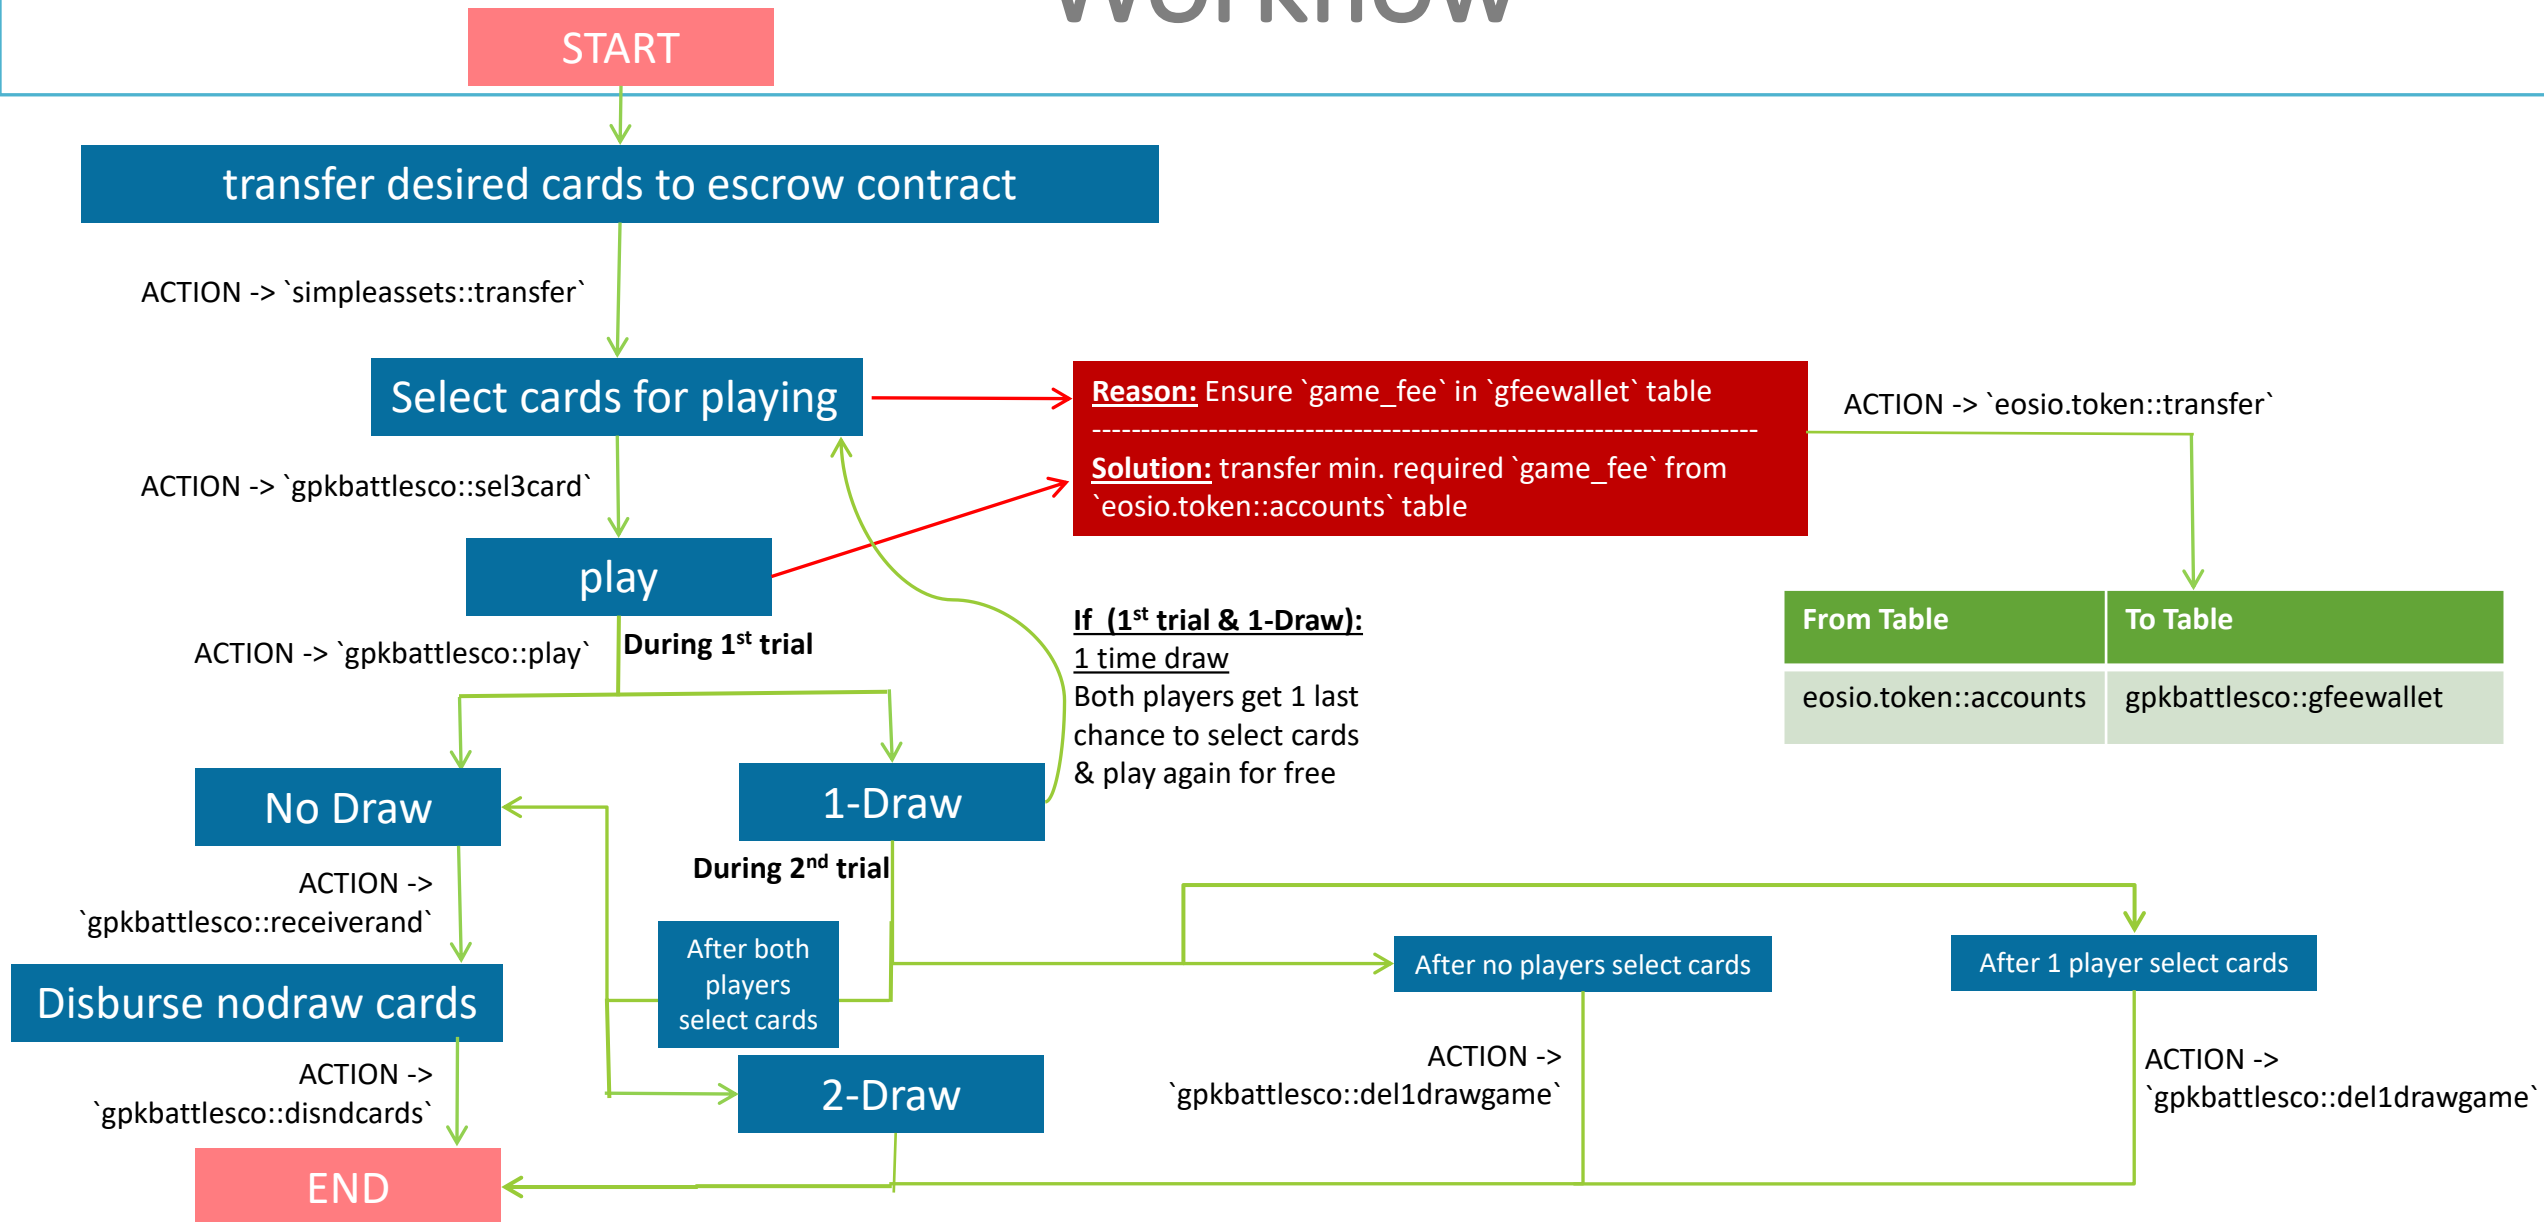 Workflow
START
transfer desired cards to escrow contract
ACTION -> `simpleassets::transfer`
Select cards for playing
Reason: Ensure `game_fee` in `gfeewallet` table
----------------------------------------------------------------------
Solution: transfer min. required `game_fee` from
`eosio.token::accounts` table
ACTION -> `eosio.token::transfer`
ACTION -> `gpkbattlesco::sel3card`
play
From Table To Table
eosio.token::accounts gpkbattlesco::gfeewallet
ACTION -> `gpkbattlesco::play`
During 1st trial
If (1st trial & 1-Draw):
1 time draw
Both players get 1 last
chance to select cards
& play again for free
No Draw
1-Draw
During 2nd trial
ACTION ->
`gpkbattlesco::receiverand`
After both
players
select cards
After no players select cards
After 1 player select cards
Disburse nodraw cards
ACTION ->
`gpkbattlesco::disndcards`
2-Draw
ACTION ->
`gpkbattlesco::del1drawgame`
ACTION ->
`gpkbattlesco::del1drawgame`
END